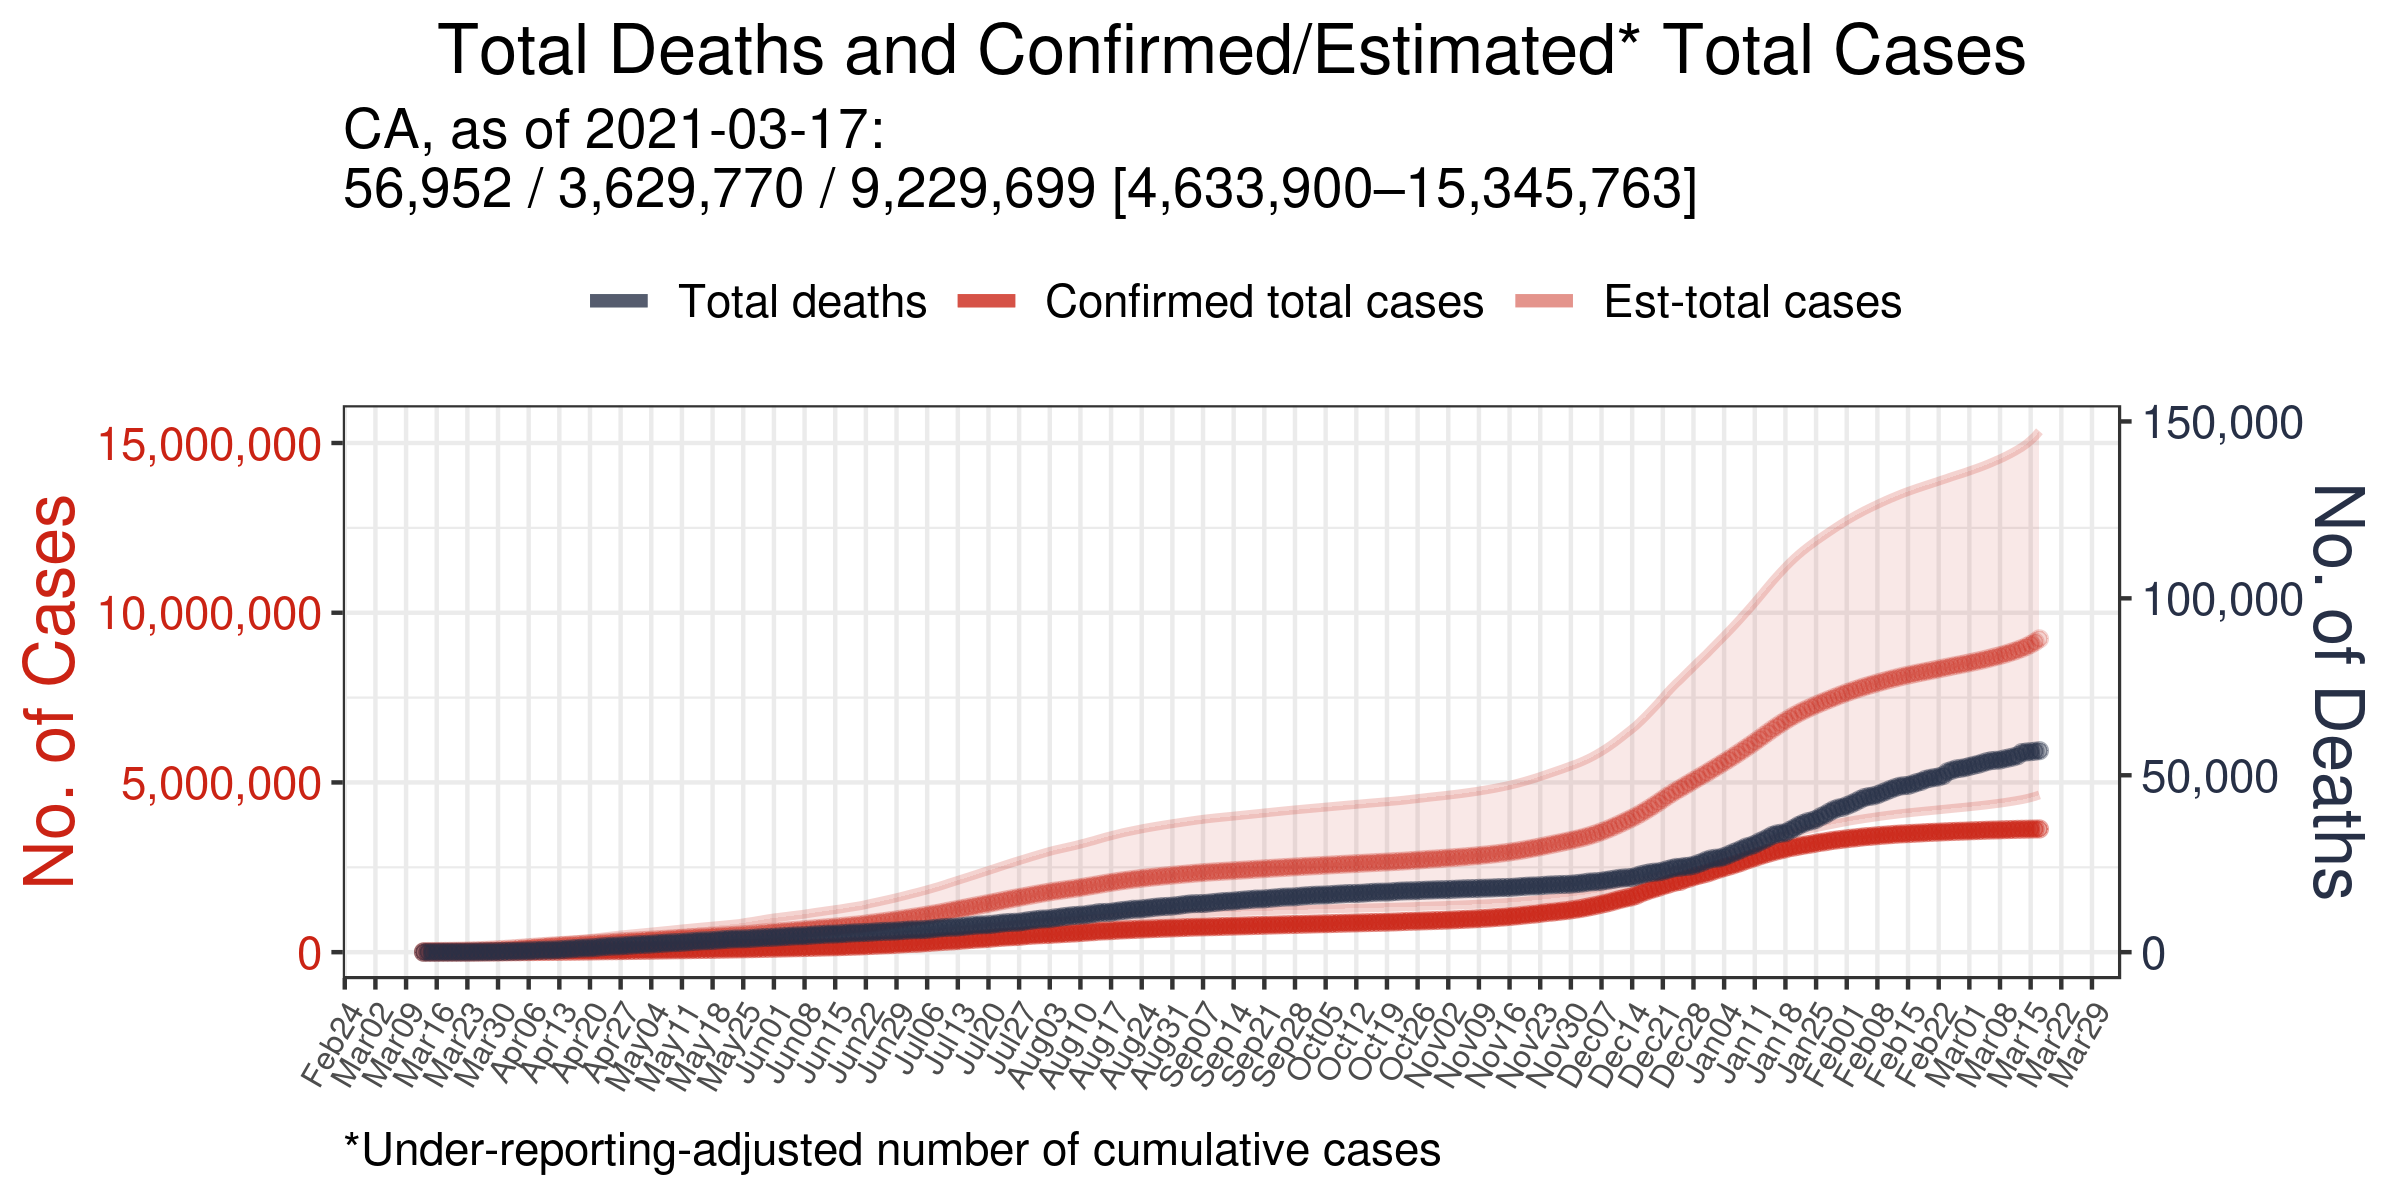 Total Deaths and Confirmed/Estimated* Total Cases
CA, as of 2021-03-17:
56,952 / 3,629,770 / 9,229,699 [4,633,900–15,345,763]
Total deaths
Confirmed total cases
Est-total cases
No. of Cases
15,000,000
10,000,000
5,000,000
0
150,000
100,000
50,000
0
No. of Deaths
Feb24
Mar02
Mar09
Mar16
Mar23
Mar30
Apr06
Apr13
Apr20
Apr27
May04
May11
May18
May25
Jun01
Jun08
Jun15
Jun22
Jun29
Jul06
Jul13
Jul20
Jul27
Aug03
Aug10
Aug17
Aug24
Aug31
Sep07
Sep14
Sep21
Sep28
Oct05
Oct12
Oct19
Oct26
Nov02
Nov09
Nov16
Nov23
Nov30
Dec07
Dec14
Dec21
Dec28
Jan04
Jan11
Jan18
Jan25
Feb01
Feb08
Feb15
Feb22
Mar01
Mar08
Mar15
Mar22
Mar29
*Under-reporting-adjusted number of cumulative cases